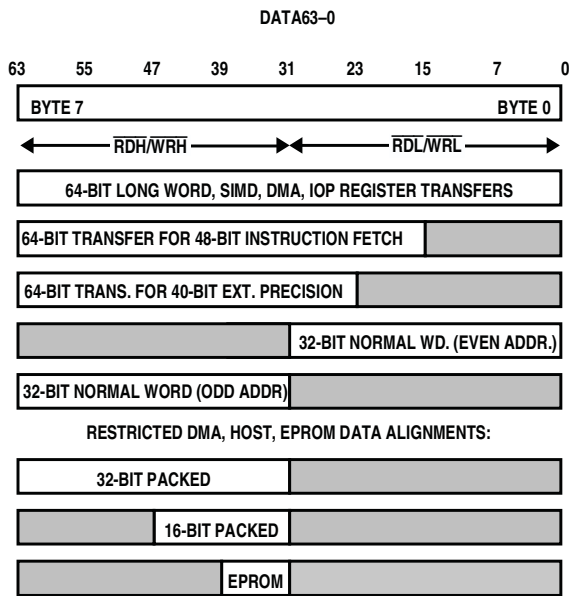 DATA63–0
63 55 47 39 31 23 15 7 0
BYTE 7 BYTE 0
RDH/WRH RDL/WRL
64-BIT LONG WORD, SIMD, DMA, IOP REGISTER TRANSFERS
64-BIT TRANSFER FOR 48-BIT INSTRUCTION FETCH
64-BIT TRANS. FOR 40-BIT EXT. PRECISION
32-BIT NORMAL WD. (EVEN ADDR.)
32-BIT NORMAL WORD (ODD ADDR)
RESTRICTED DMA, HOST, EPROM DATA ALIGNMENTS:
32-BIT PACKED
16-BIT PACKED
EPROM